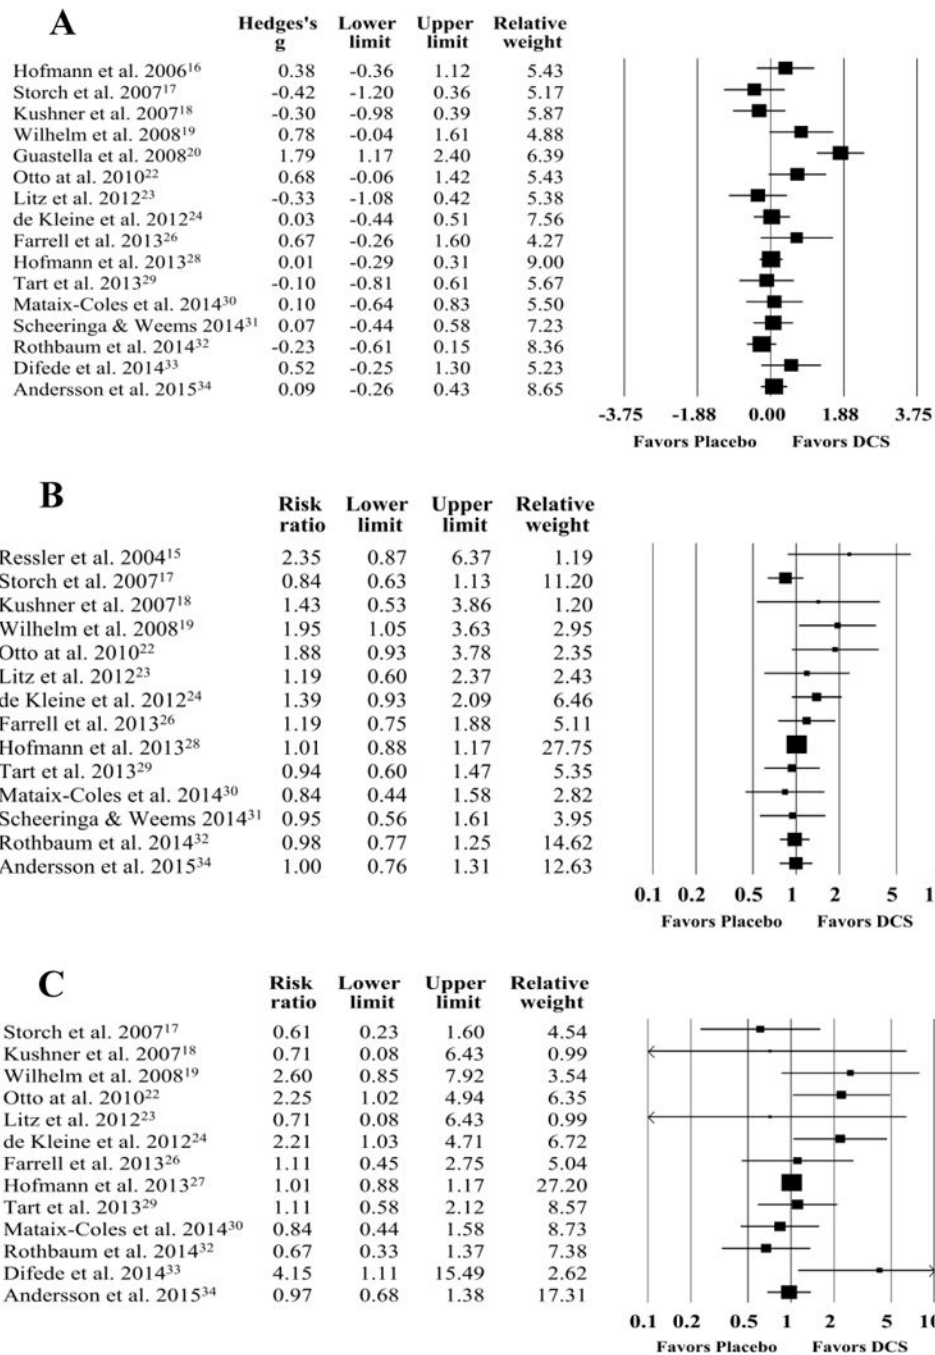 A
Hedges's g Lower limit Upper limit Relative weight
Hofmann et al. 2006¹⁶ 0.38 -0.36 1.12 5.43
Storch et al. 2007¹⁷ -0.42 -1.20 0.36 5.17
Kushner et al. 2007¹⁸ -0.30 -0.98 0.39 5.87
Wilhelm et al. 2008¹⁹ 0.78 -0.04 1.61 4.88
Guastella et al. 2008²⁰ 1.79 1.17 2.40 6.39
Otto at al. 2010²² 0.68 -0.06 1.42 5.43
Litz et al. 2012²³ -0.33 -1.08 0.42 5.38
de Kleine et al. 2012²⁴ 0.03 -0.44 0.51 7.56
Farrell et al. 2013²⁶ 0.67 -0.26 1.60 4.27
Hofmann et al. 2013²⁸ 0.01 -0.29 0.31 9.00
Tart et al. 2013²⁹ -0.10 -0.81 0.61 5.67
Mataix-Coles et al. 2014³⁰ 0.10 -0.64 0.83 5.50
Scheeringa & Weems 2014³¹ 0.07 -0.44 0.58 7.23
Rothbaum et al. 2014³² -0.23 -0.61 0.15 8.36
Difede et al. 2014³³ 0.52 -0.25 1.30 5.23
Andersson et al. 2015³⁴ 0.09 -0.26 0.43 8.65
-3.75 -1.88 0.00 1.88 3.75
Favors Placebo Favors DCS
B
Risk ratio Lower limit Upper limit Relative weight
Ressler et al. 2004¹⁵ 2.35 0.87 6.37 1.19
Storch et al. 2007¹⁷ 0.84 0.63 1.13 11.20
Kushner et al. 2007¹⁸ 1.43 0.53 3.86 1.20
Wilhelm et al. 2008¹⁹ 1.95 1.05 3.63 2.95
Otto at al. 2010²² 1.88 0.93 3.78 2.35
Litz et al. 2012²³ 1.19 0.60 2.37 2.43
de Kleine et al. 2012²⁴ 1.39 0.93 2.09 6.46
Farrell et al. 2013²⁶ 1.19 0.75 1.88 5.11
Hofmann et al. 2013²⁸ 1.01 0.88 1.17 27.75
Tart et al. 2013²⁹ 0.94 0.60 1.47 5.35
Mataix-Coles et al. 2014³⁰ 0.84 0.44 1.58 2.82
Scheeringa & Weems 2014³¹ 0.95 0.56 1.61 3.95
Rothbaum et al. 2014³² 0.98 0.77 1.25 14.62
Andersson et al. 2015³⁴ 1.00 0.76 1.31 12.63
0.1 0.2 0.5 1 2 5 1
Favors Placebo Favors DCS
C
Risk ratio Lower limit Upper limit Relative weight
Storch et al. 2007¹⁷ 0.61 0.23 1.60 4.54
Kushner et al. 2007¹⁸ 0.71 0.08 6.43 0.99
Wilhelm et al. 2008¹⁹ 2.60 0.85 7.92 3.54
Otto at al. 2010²² 2.25 1.02 4.94 6.35
Litz et al. 2012²³ 0.71 0.08 6.43 0.99
de Kleine et al. 2012²⁴ 2.21 1.03 4.71 6.72
Farrell et al. 2013²⁶ 1.11 0.45 2.75 5.04
Hofmann et al. 2013²⁷ 1.01 0.88 1.17 27.20
Tart et al. 2013²⁹ 1.11 0.58 2.12 8.57
Mataix-Coles et al. 2014³⁰ 0.84 0.44 1.58 8.73
Rothbaum et al. 2014³² 0.67 0.33 1.37 7.38
Difede et al. 2014³³ 4.15 1.11 15.49 2.62
Andersson et al. 2015³⁴ 0.97 0.68 1.38 17.31
0.1 0.2 0.5 1 2 5 10
Favors Placebo Favors DCS